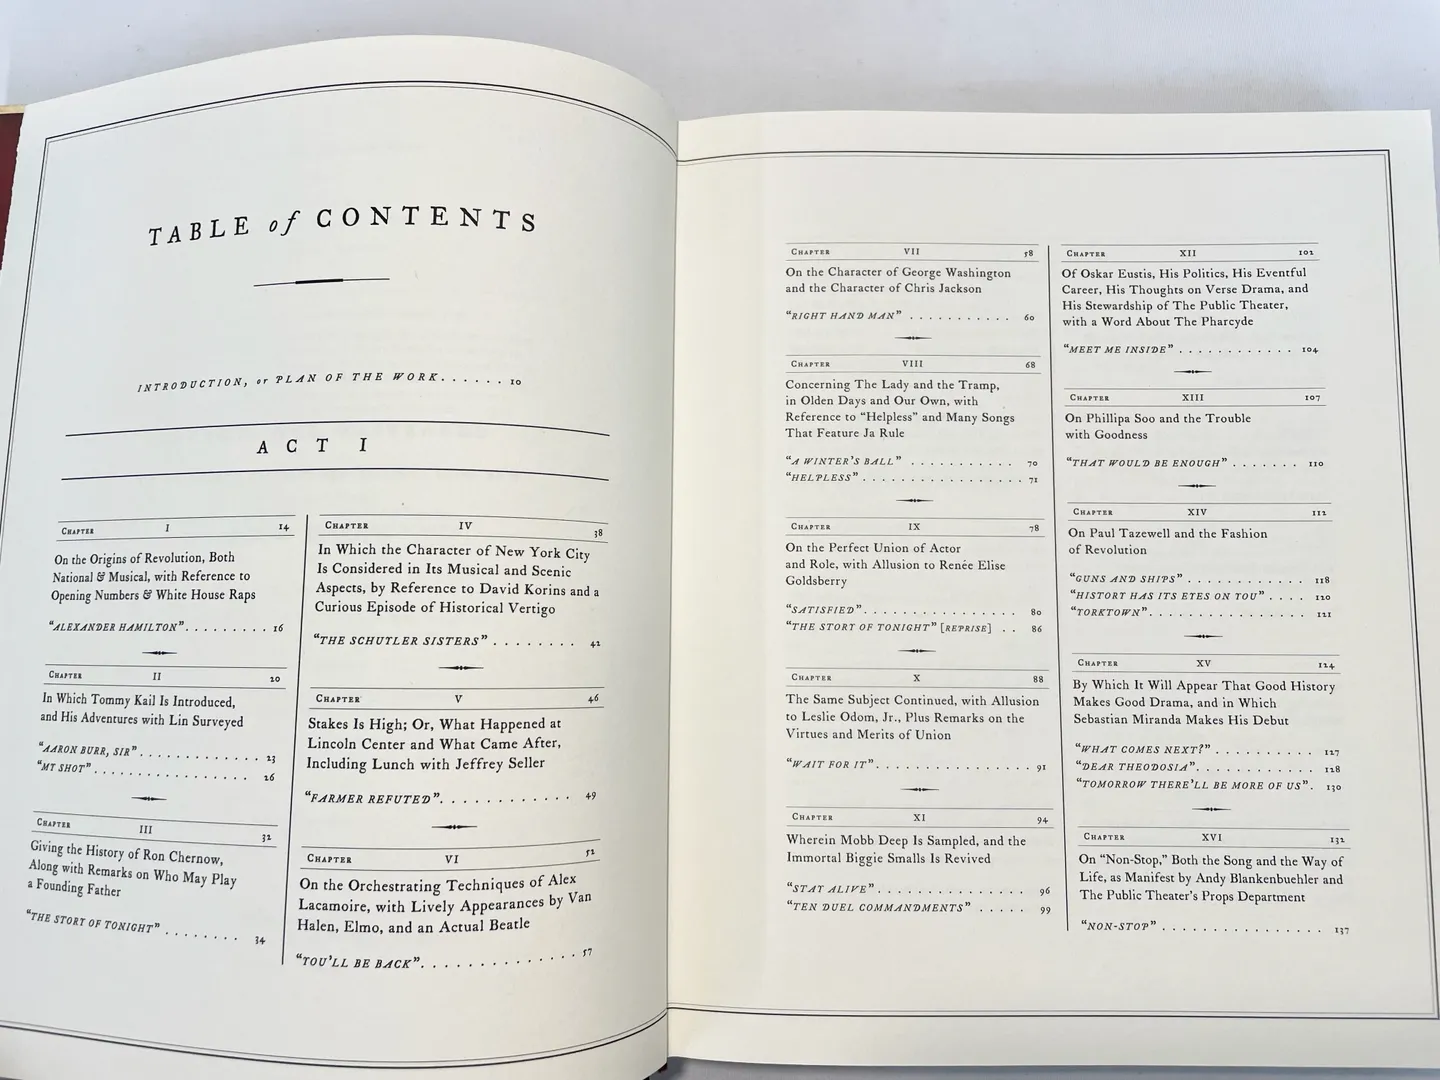 TABLE of CONTENTS
INTRODUCTION, or PLAN OF THE WORK. . . . . . 10
ACT I
CHAPTER I 14
On the Origins of Revolution, Both
National & Musical, with Reference to
Opening Numbers & White House Raps
“ALEXANDER HAMILTON”. . . . . . . . . 16
CHAPTER II 20
In Which Tommy Kail Is Introduced,
and His Adventures with Lin Surveyed
“AARON BURR, SIR” . . . . . . . . . . . . . 23
“MY SHOT” . . . . . . . . . . . . . . . . . 26
CHAPTER III 32
Giving the History of Ron Chernow,
Along with Remarks on Who May Play
a Founding Father
“THE STORY OF TONIGHT” . . . . . . . . 34
CHAPTER IV 38
In Which the Character of New York City
Is Considered in Its Musical and Scenic
Aspects, by Reference to David Korins and a
Curious Episode of Historical Vertigo
“THE SCHUYLER SISTERS” . . . . . . . . 42
CHAPTER V 46
Stakes Is High; Or, What Happened at
Lincoln Center and What Came After,
Including Lunch with Jeffrey Seller
“FARMER REFUTED”. . . . . . . . . . . . 49
CHAPTER VI 52
On the Orchestrating Techniques of Alex
Lacamoire, with Lively Appearances by Van
Halen, Elmo, and an Actual Beatle
“YOU’LL BE BACK”. . . . . . . . . . . . . 57
CHAPTER VII 58
On the Character of George Washington
and the Character of Chris Jackson
“RIGHT HAND MAN” . . . . . . . . . . . 60
CHAPTER VIII 68
Concerning The Lady and the Tramp,
in Olden Days and Our Own, with
Reference to “Helpless” and Many Songs
That Feature Ja Rule
“A WINTER’S BALL” . . . . . . . . . . . 70
“HELPLESS” . . . . . . . . . . . . . . . . . 71
CHAPTER IX 78
On the Perfect Union of Actor
and Role, with Allusion to Renée Elise
Goldsberry
“SATISFIED”. . . . . . . . . . . . . . . . 80
“THE STORY OF TONIGHT” [REPRISE] . . 86
CHAPTER X 88
The Same Subject Continued, with Allusion
to Leslie Odom, Jr., Plus Remarks on the
Virtues and Merits of Union
“WAIT FOR IT”. . . . . . . . . . . . . . . . 91
CHAPTER XI 94
Wherein Mobb Deep Is Sampled, and the
Immortal Biggie Smalls Is Revived
“STAY ALIVE” . . . . . . . . . . . . . . . 96
“TEN DUEL COMMANDMENTS” . . . . . 99
CHAPTER XII 102
Of Oskar Eustis, His Politics, His Eventful
Career, His Thoughts on Verse Drama, and
His Stewardship of The Public Theater,
with a Word About The Pharcyde
“MEET ME INSIDE” . . . . . . . . . . . . 104
CHAPTER XIII 107
On Phillipa Soo and the Trouble
with Goodness
“THAT WOULD BE ENOUGH” . . . . . . . 110
CHAPTER XIV 112
On Paul Tazewell and the Fashion
of Revolution
“GUNS AND SHIPS” . . . . . . . . . . . . 118
“HISTORY HAS ITS EYES ON YOU” . . . . 120
“YORKTOWN”. . . . . . . . . . . . . . . . 121
CHAPTER XV 124
By Which It Will Appear That Good History
Makes Good Drama, and in Which
Sebastian Miranda Makes His Debut
“WHAT COMES NEXT?” . . . . . . . . . . 127
“DEAR THEODOSIA”. . . . . . . . . . . . 128
“TOMORROW THERE’LL BE MORE OF US”. 130
CHAPTER XVI 132
On “Non-Stop,” Both the Song and the Way of
Life, as Manifest by Andy Blankenbuehler and
The Public Theater’s Props Department
“NON-STOP” . . . . . . . . . . . . . . . . 137